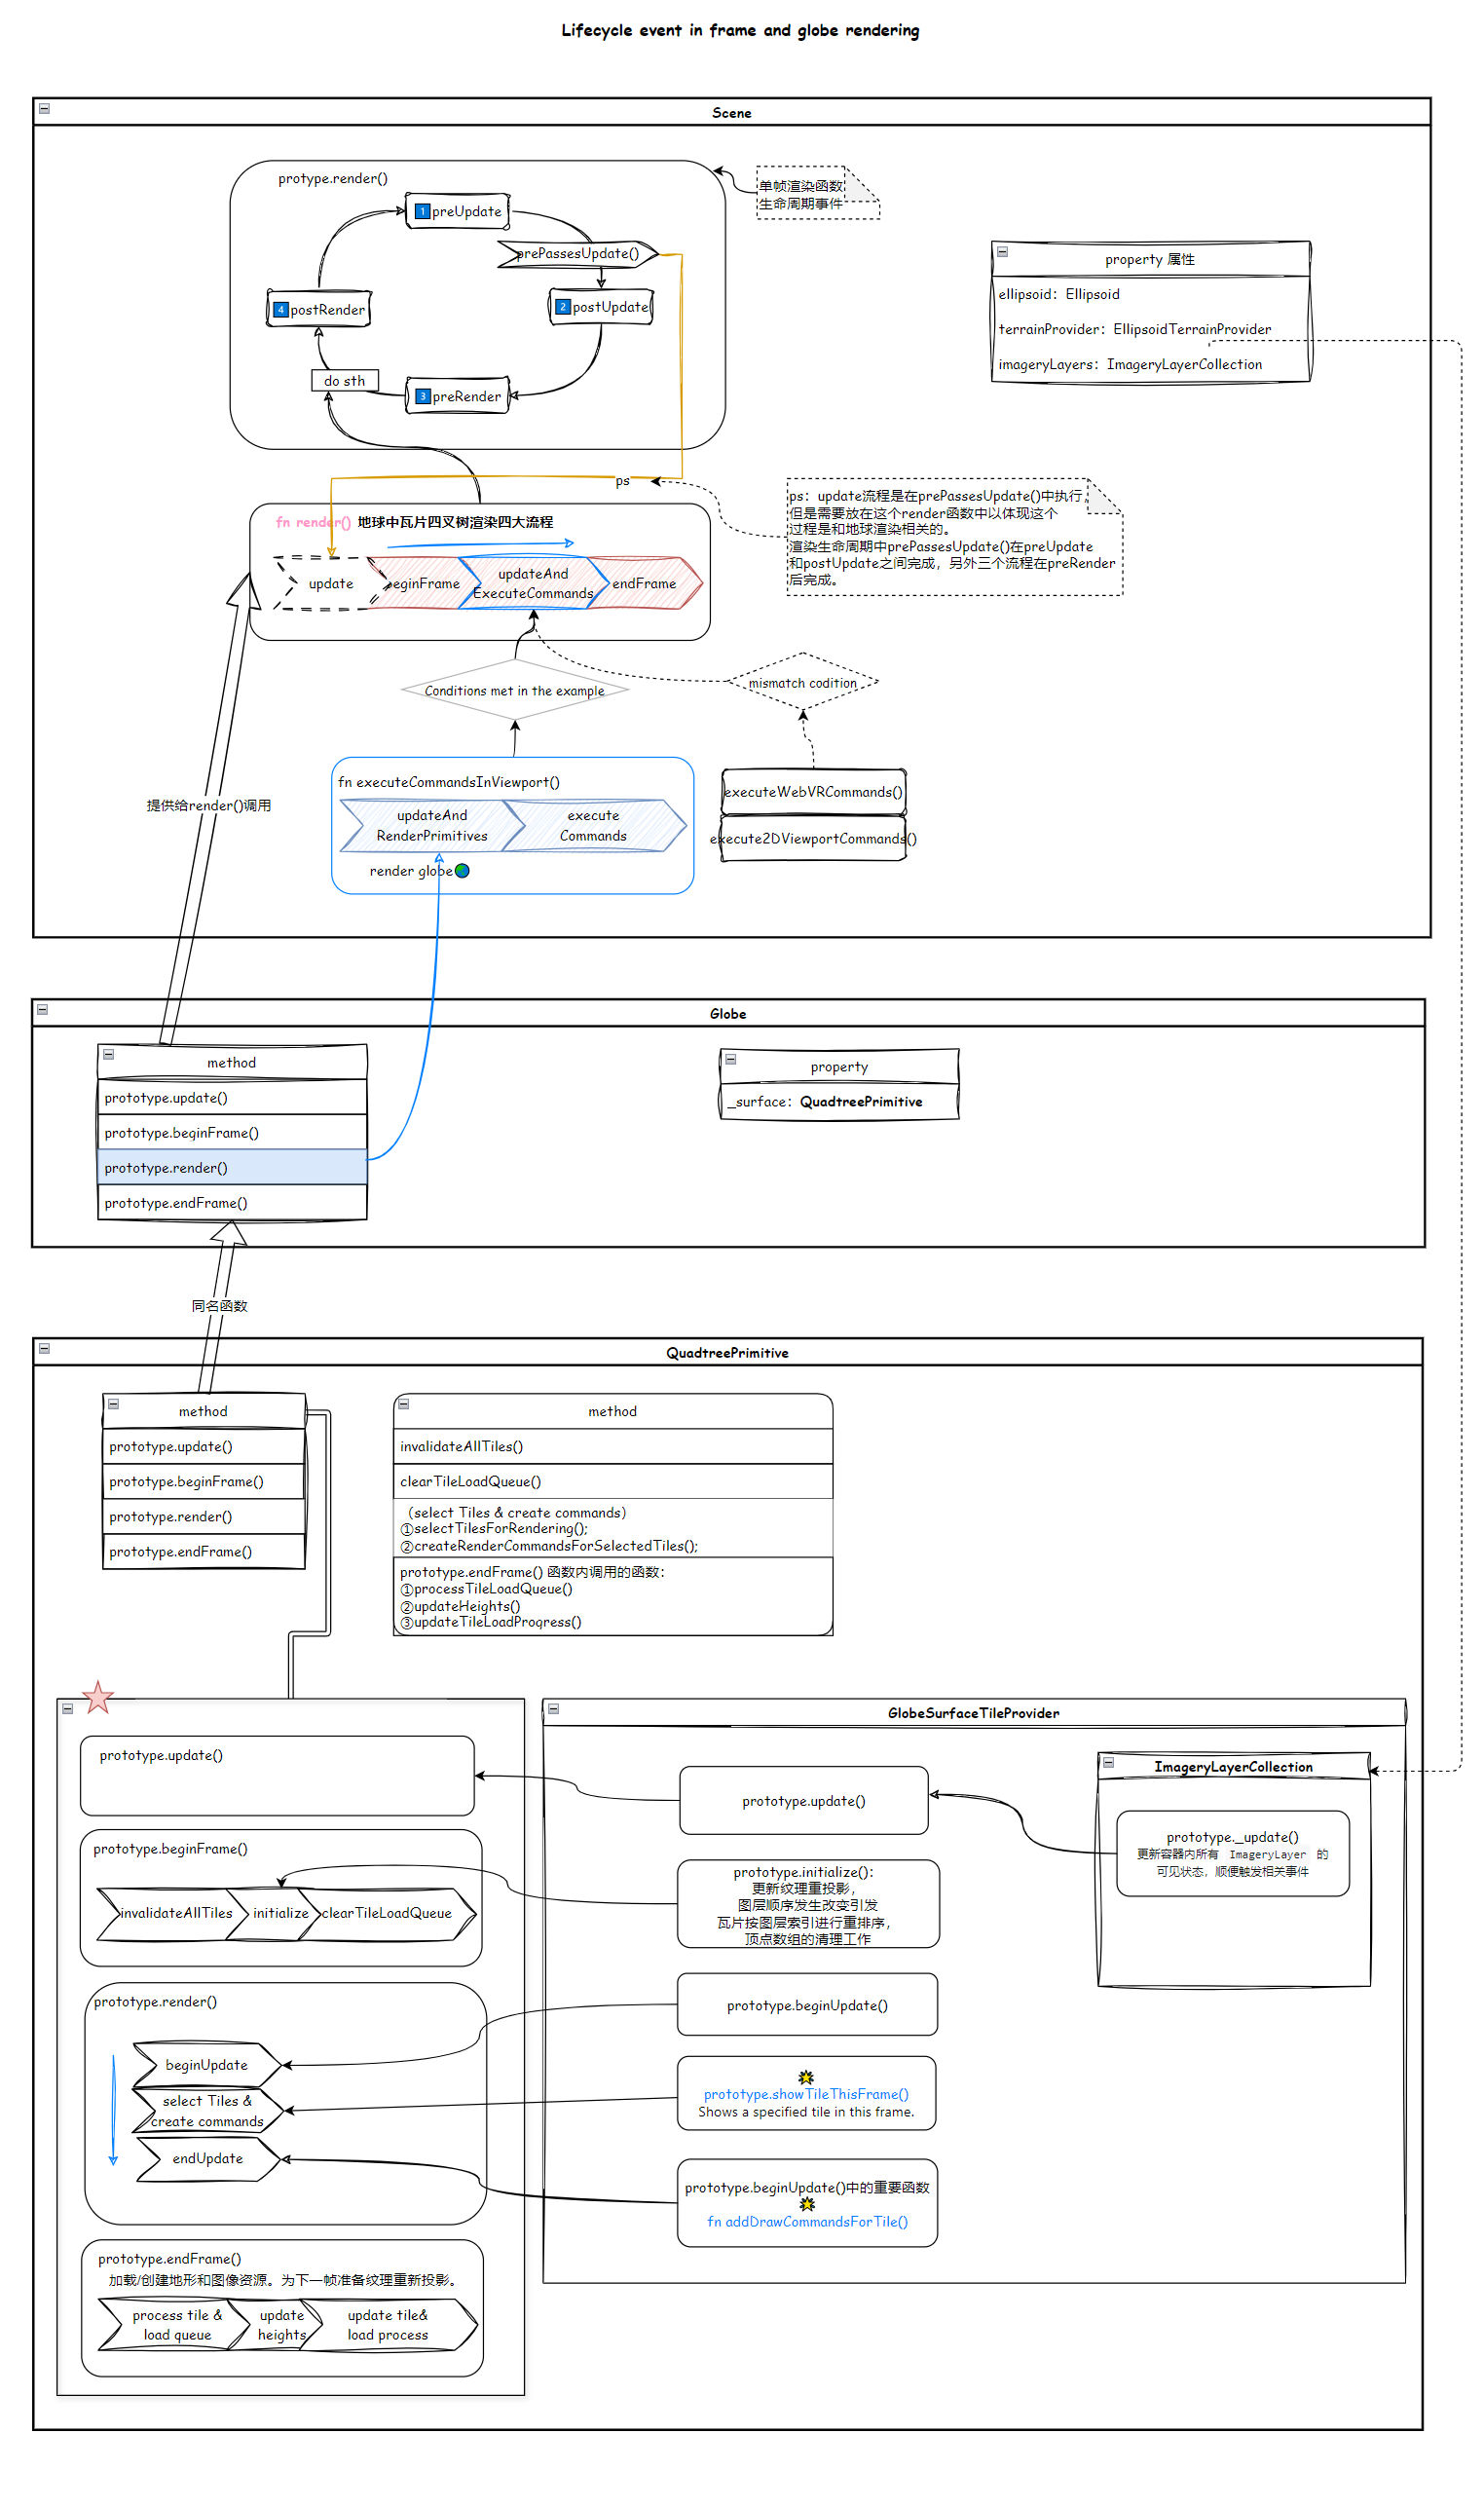 Lifecycle event in frame and globe rendering
Scene
protype.render()
1 preUpdate
prePassesUpdate()
2 postUpdate
4 postRender
do sth
3 preRender
单帧渲染函数
生命周期事件
property 属性
ellipsoid：Ellipsoid
terrainProvider：EllipsoidTerrainProvider
imageryLayers：ImageryLayerCollection
ps
ps：update流程是在prePassesUpdate()中执行，
但是需要放在这个render函数中以体现这个
过程是和地球渲染相关的。
渲染生命周期中prePassesUpdate()在preUpdate
和postUpdate之间完成，另外三个流程在preRender
后完成。
fn render() 地球中瓦片四叉树渲染四大流程
update
beginFrame
updateAnd
ExecuteCommands
endFrame
Conditions met in the example
mismatch codition
fn executeCommandsInViewport()
updateAnd
RenderPrimitives
execute
Commands
render globe
executeWebVRCommands()
execute2DViewportCommands()
提供给render()调用
Globe
method
prototype.update()
prototype.beginFrame()
prototype.render()
prototype.endFrame()
property
_surface：QuadtreePrimitive
同名函数
QuadtreePrimitive
method
prototype.update()
prototype.beginFrame()
prototype.render()
prototype.endFrame()
method
invalidateAllTiles()
clearTileLoadQueue()
（select Tiles & create commands）
①selectTilesForRendering();
②createRenderCommandsForSelectedTiles();
prototype.endFrame() 函数内调用的函数：
①processTileLoadQueue()
②updateHeights()
③updateTileLoadProgress()
prototype.update()
prototype.beginFrame()
invalidateAllTiles
initialize
clearTileLoadQueue
prototype.render()
beginUpdate
select Tiles &
create commands
endUpdate
prototype.endFrame()
加载/创建地形和图像资源。为下一帧准备纹理重新投影。
process tile &
load queue
update
heights
update tile&
load process
GlobeSurfaceTileProvider
prototype.update()
prototype.initialize()：
更新纹理重投影，
图层顺序发生改变引发
瓦片按图层索引进行重排序，
顶点数组的清理工作
prototype.beginUpdate()
prototype.showTileThisFrame()
Shows a specified tile in this frame.
prototype.beginUpdate()中的重要函数
fn addDrawCommandsForTile()
ImageryLayerCollection
prototype._update()
更新容器内所有 ImageryLayer 的
可见状态，顺便触发相关事件